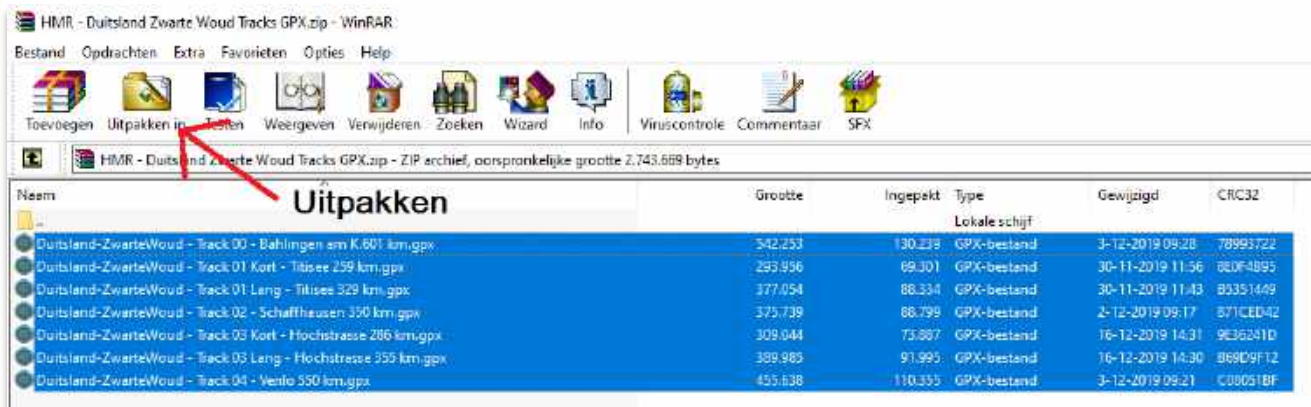 HMR - Duitsland Zwarte Woud Tracks GPX.zip - WinRAR
Bestand Opdrachten Extra Favorieten Opties Help
Toevoegen Uitpakken in Testen Weergeven Verwijderen Zoeken Wizard Info Viruscontrole Commentaar SFX
HMR - Duitsland Zwarte Woud Tracks GPX.zip - ZIP archief, oorspronkelijke grootte 2.743.669 bytes
Naam Grootte Ingepakt Type Gewijzigd CRC32
Uitpakken
.. Lokale schijf
Duitsland-ZwarteWoud - Track 00 - Bahlingen am K.601 km.gpx 542.253 130.239 GPX-bestand 3-12-2019 09:28 78993722
Duitsland-ZwarteWoud - Track 01 Kort - Titisee 259 km.gpx 293.956 69.301 GPX-bestand 30-11-2019 11:56 8E0F4895
Duitsland-ZwarteWoud - Track 01 Lang - Titisee 329 km.gpx 377.054 88.334 GPX-bestand 30-11-2019 11:43 B5351449
Duitsland-ZwarteWoud - Track 02 - Schaffhausen 350 km.gpx 375.739 88.799 GPX-bestand 2-12-2019 09:17 871CED42
Duitsland-ZwarteWoud - Track 03 Kort - Hochstrasse 286 km.gpx 309.044 73.887 GPX-bestand 16-12-2019 14:31 9E36241D
Duitsland-ZwarteWoud - Track 03 Lang - Hochstrasse 355 km.gpx 389.985 91.995 GPX-bestand 16-12-2019 14:30 B69D9F12
Duitsland-ZwarteWoud - Track 04 - Venlo 550 km.gpx 455.638 110.355 GPX-bestand 3-12-2019 09:21 C08051BF